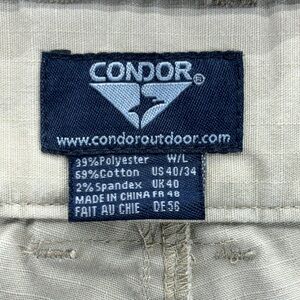 CONDOR®
www.condoroutdoor.com
39%Polyester W/L
59%Cotton US 40/34
2%Spandex UK 40
MADE IN CHINA FR 48
FAIT AU CHIE DE 56